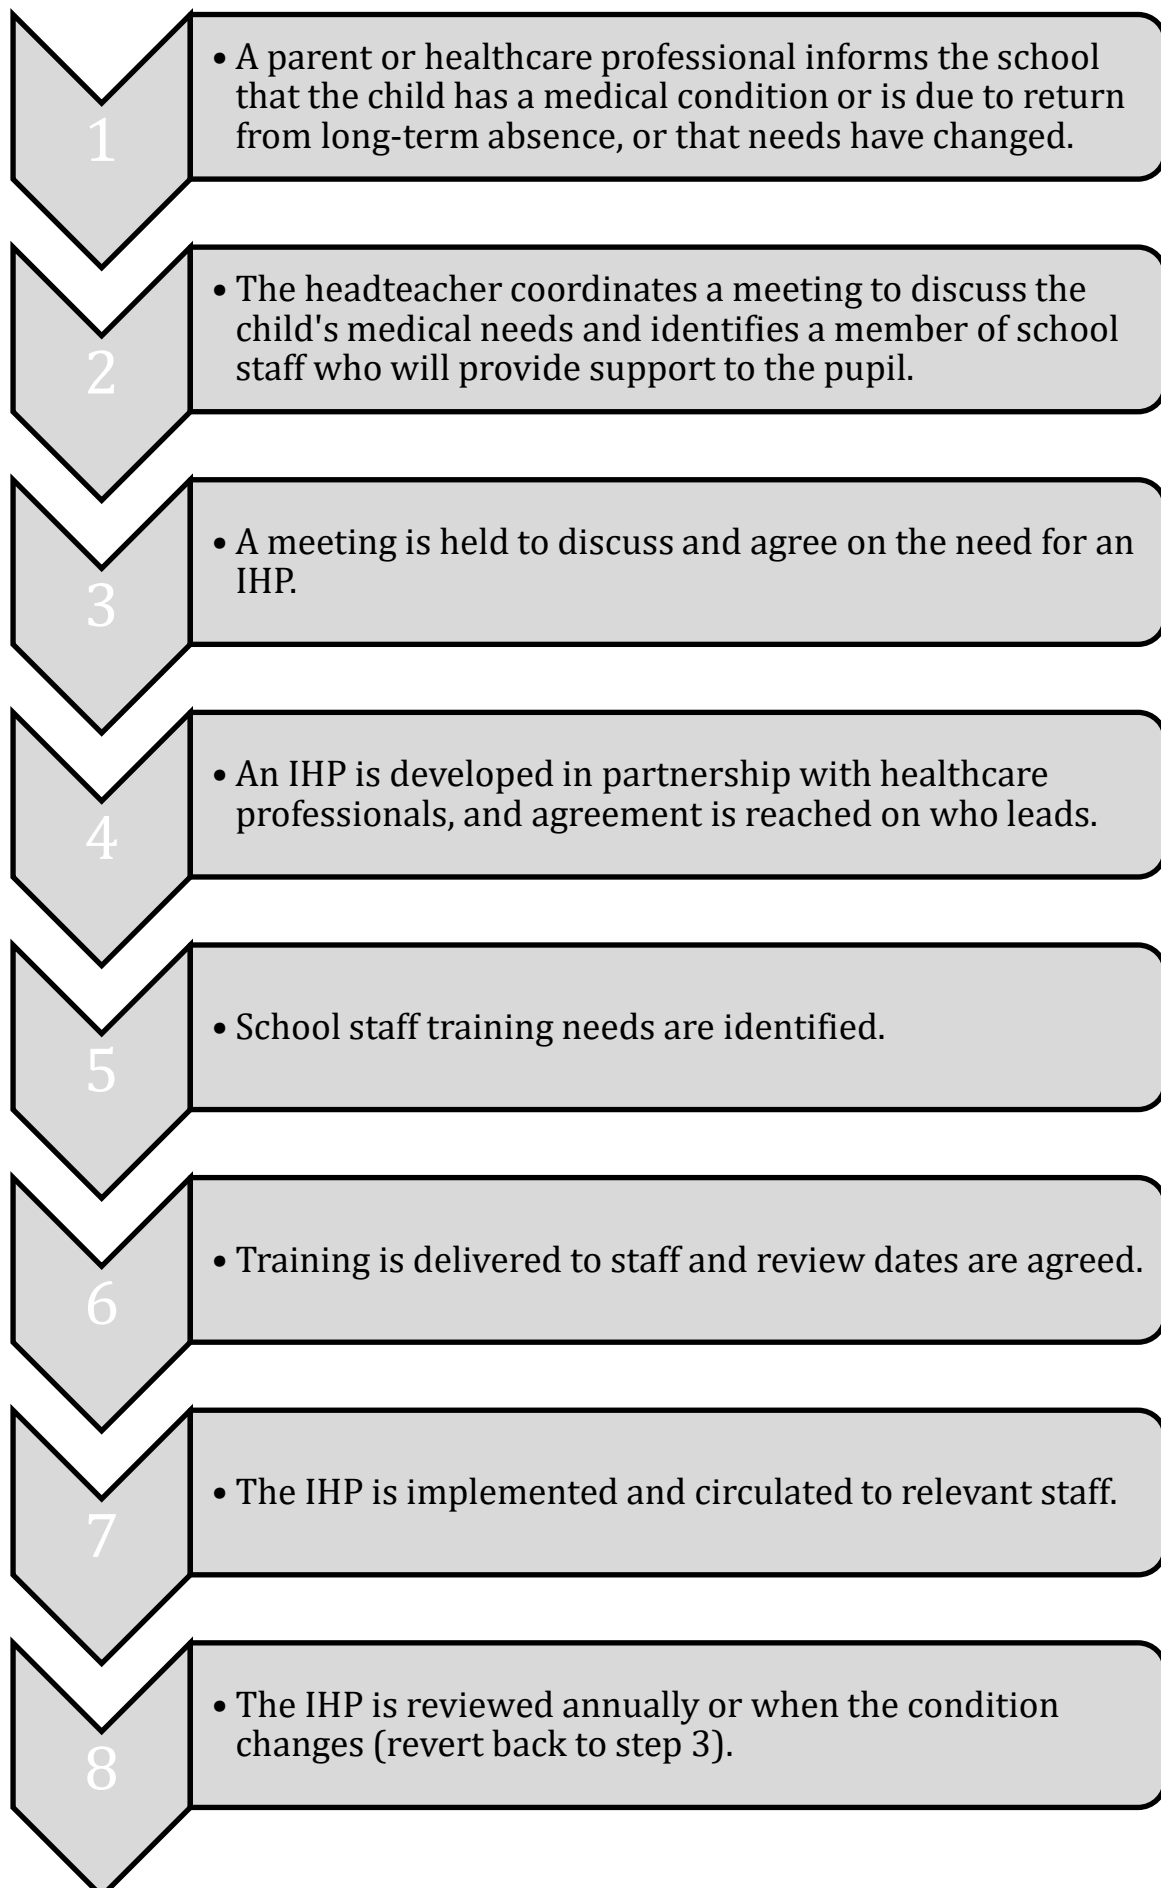 1
• A parent or healthcare professional informs the school
that the child has a medical condition or is due to return
from long-term absence, or that needs have changed.
2
• The headteacher coordinates a meeting to discuss the
child's medical needs and identifies a member of school
staff who will provide support to the pupil.
3
• A meeting is held to discuss and agree on the need for an
IHP.
4
• An IHP is developed in partnership with healthcare
professionals, and agreement is reached on who leads.
5
• School staff training needs are identified.
6
• Training is delivered to staff and review dates are agreed.
7
• The IHP is implemented and circulated to relevant staff.
8
• The IHP is reviewed annually or when the condition
changes (revert back to step 3).